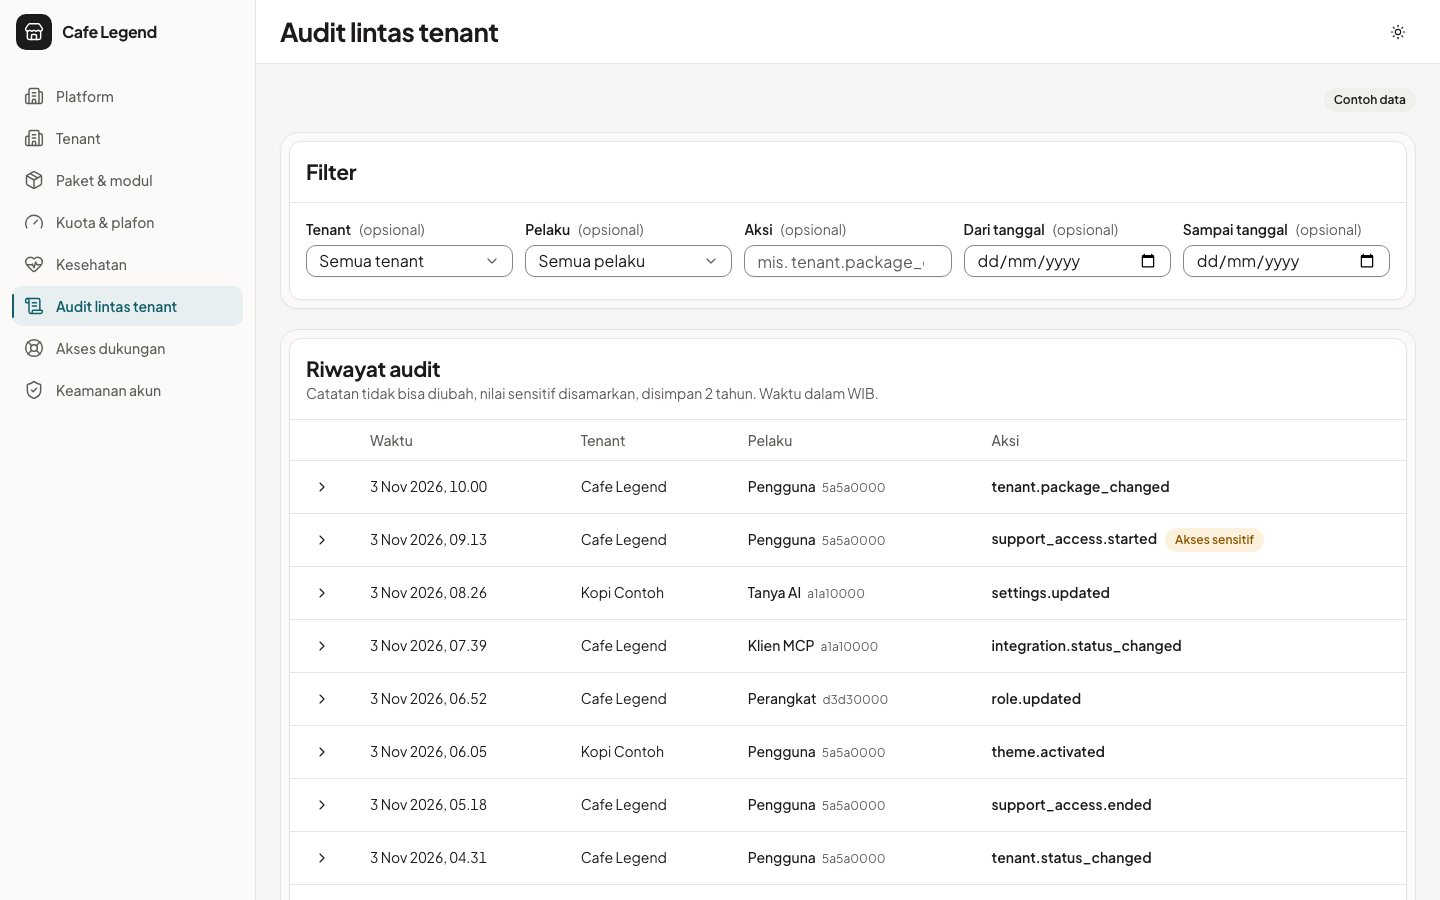 Cafe Legend
Audit lintas tenant
Platform
Tenant
Paket & modul
Kuota & plafon
Kesehatan
Audit lintas tenant
Akses dukungan
Keamanan akun
Contoh data
Filter
Tenant (opsional)
Semua tenant
Pelaku (opsional)
Semua pelaku
Aksi (opsional)
mis. tenant.package_
Dari tanggal (opsional)
dd/mm/yyyy
Sampai tanggal (opsional)
dd/mm/yyyy
Riwayat audit
Catatan tidak bisa diubah, nilai sensitif disamarkan, disimpan 2 tahun. Waktu dalam WIB.
Waktu Tenant Pelaku Aksi
3 Nov 2026, 10.00 Cafe Legend Pengguna 5a5a0000 tenant.package_changed
3 Nov 2026, 09.13 Cafe Legend Pengguna 5a5a0000 support_access.started Akses sensitif
3 Nov 2026, 08.26 Kopi Contoh Tanya AI a1a10000 settings.updated
3 Nov 2026, 07.39 Cafe Legend Klien MCP a1a10000 integration.status_changed
3 Nov 2026, 06.52 Cafe Legend Perangkat d3d30000 role.updated
3 Nov 2026, 06.05 Kopi Contoh Pengguna 5a5a0000 theme.activated
3 Nov 2026, 05.18 Cafe Legend Pengguna 5a5a0000 support_access.ended
3 Nov 2026, 04.31 Cafe Legend Pengguna 5a5a0000 tenant.status_changed